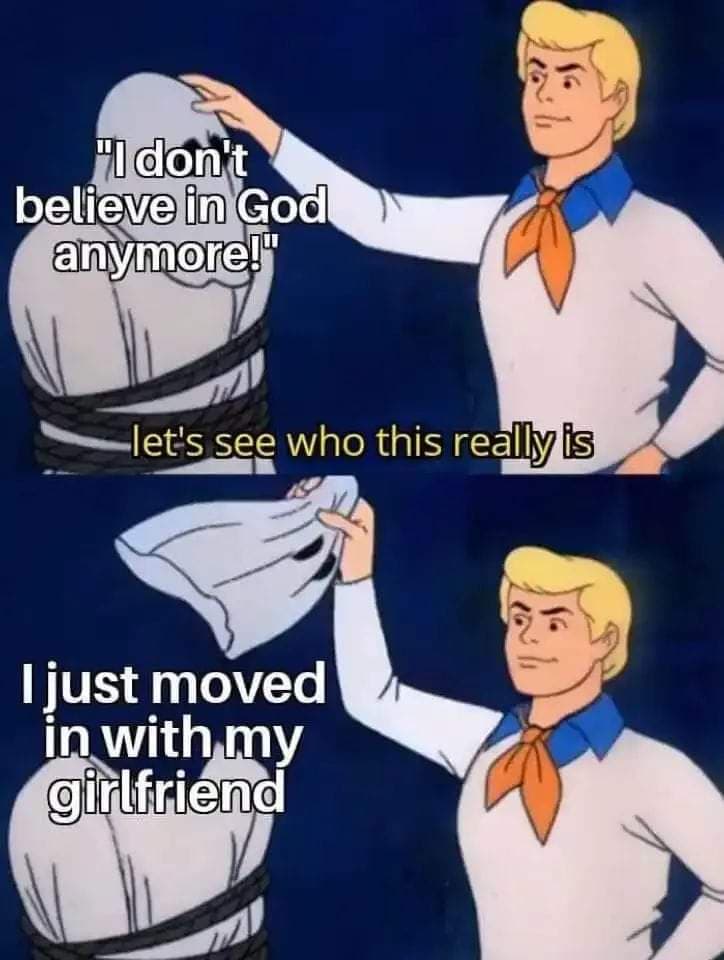 "I don't
believe in God
anymore!"
let's see who this really is
I just moved
in with my
girlfriend